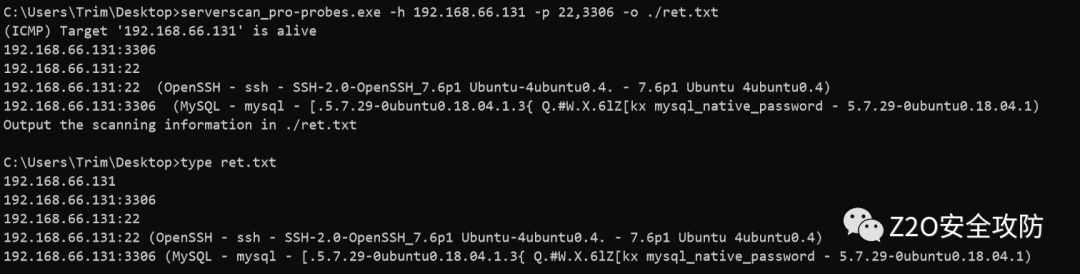 C:\Users\Trim\Desktop>serverscan_pro-probes.exe -h 192.168.66.131 -p 22,3306 -o ./ret.txt
(ICMP) Target '192.168.66.131' is alive
192.168.66.131:3306
192.168.66.131:22
192.168.66.131:22  (OpenSSH - ssh - SSH-2.0-OpenSSH_7.6p1 Ubuntu-4ubuntu0.4. - 7.6p1 Ubuntu 4ubuntu0.4)
192.168.66.131:3306  (MySQL - mysql - [.5.7.29-0ubuntu0.18.04.1.3{ Q.#W.X.6lZ[kx mysql_native_password - 5.7.29-0ubuntu0.18.04.1)
Output the scanning information in ./ret.txt
C:\Users\Trim\Desktop>type ret.txt
192.168.66.131
192.168.66.131:3306
192.168.66.131:22
192.168.66.131:22 (OpenSSH - ssh - SSH-2.0-OpenSSH_7.6p1 Ubuntu-4ubuntu0.4. - 7.6p1 Ubuntu 4ubuntu0.4)
192.168.66.131:3306 (MySQL - mysql - [.5.7.29-0ubuntu0.18.04.1.3{ Q.#W.X.6lZ[kx mysql_native_password - 5.7.29-0ubuntu0.18.04.1)
Z2O安全攻防